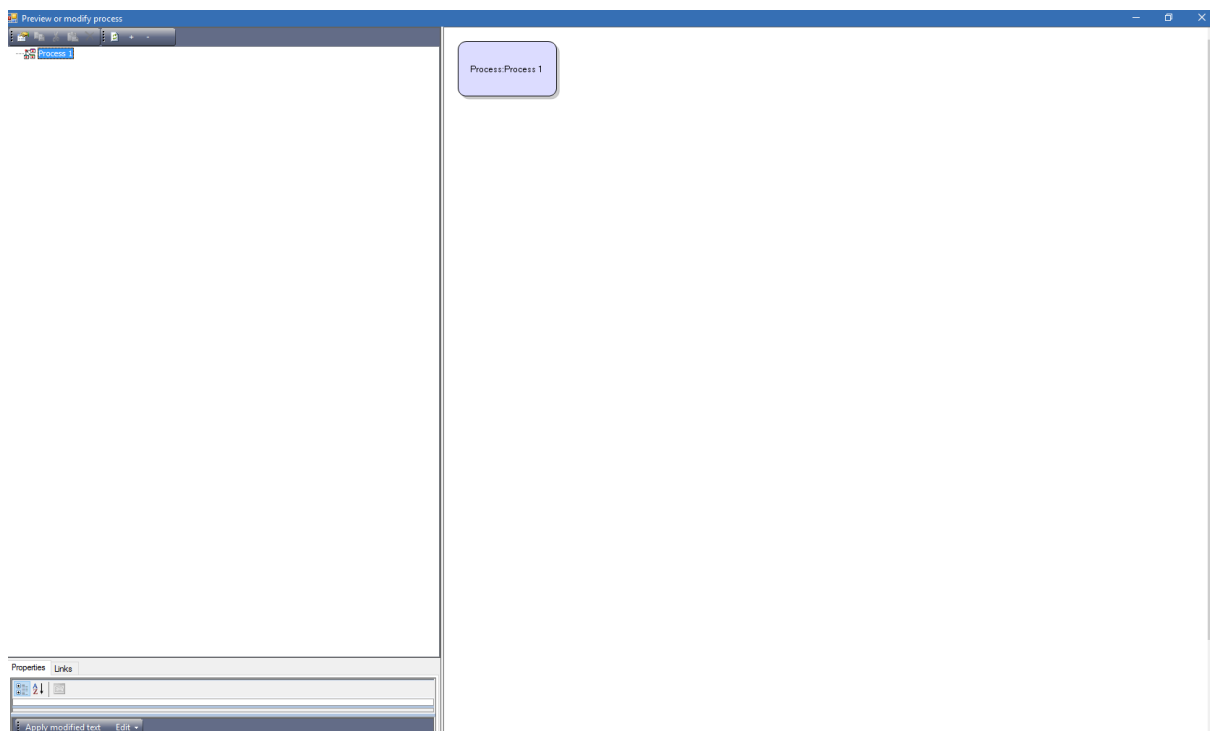 Preview or modify process
Process 1
Process:Process 1
Properties Links
Apply modified text Edit